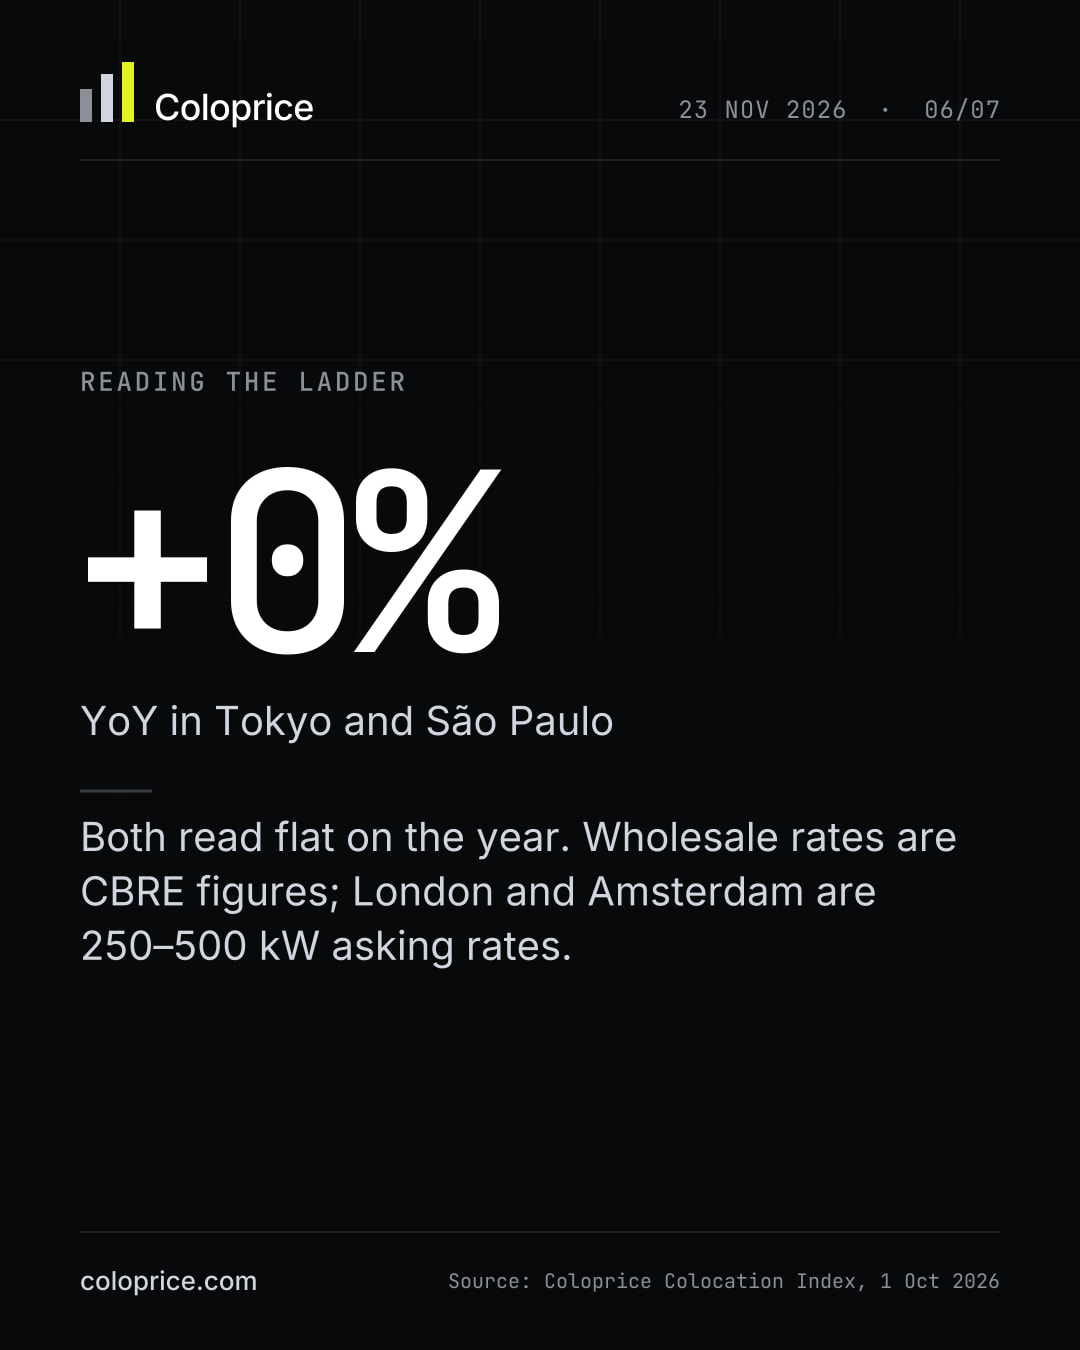 Coloprice
23 NOV 2026 · 06/07
READING THE LADDER
+0%
YoY in Tokyo and São Paulo
Both read flat on the year. Wholesale rates are
CBRE figures; London and Amsterdam are
250–500 kW asking rates.
coloprice.com
Source: Coloprice Colocation Index, 1 Oct 2026